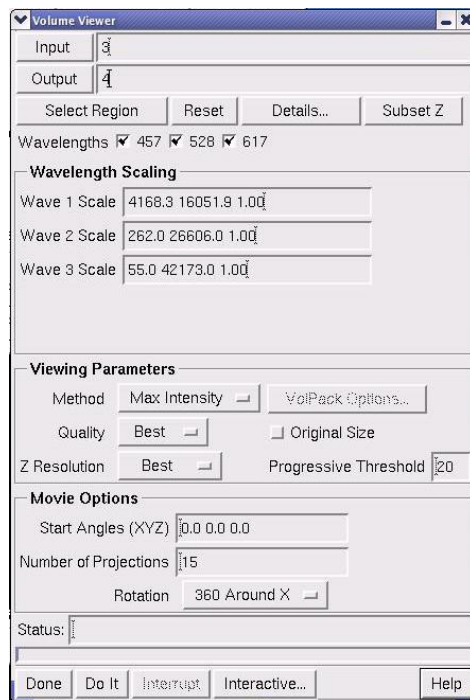 Volume Viewer
Input 3
Output 4
Select Region Reset Details... Subset Z
Wavelengths 457 528 617
Wavelength Scaling
Wave 1 Scale 4168.3 16051.9 1.00
Wave 2 Scale 262.0 26606.0 1.00
Wave 3 Scale 55.0 42173.0 1.00
Viewing Parameters
Method Max Intensity VolPack Options...
Quality Best Original Size
Z Resolution Best Progressive Threshold 20
Movie Options
Start Angles (XYZ) 0.0 0.0 0.0
Number of Projections 15
Rotation 360 Around X
Status:
Done Do It Interrupt Interactive... Help